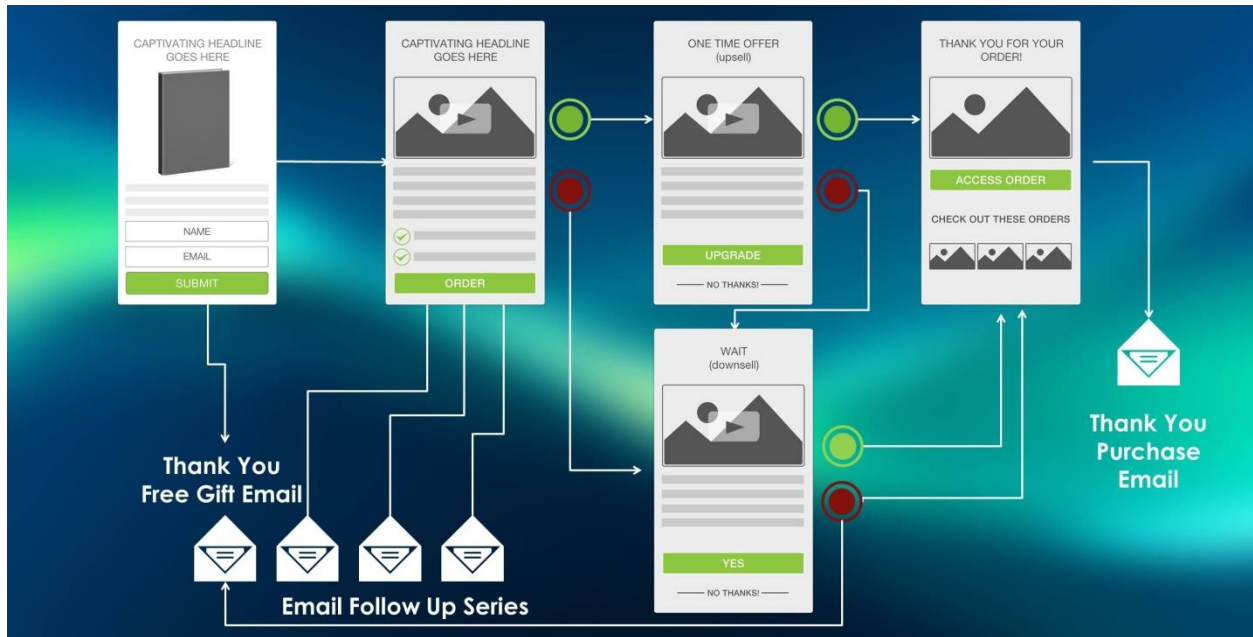 CAPTIVATING HEADLINE
GOES HERE
NAME
EMAIL
SUBMIT
CAPTIVATING HEADLINE
GOES HERE
ORDER
ONE TIME OFFER
(upsell)
UPGRADE
NO THANKS!
THANK YOU FOR YOUR
ORDER!
ACCESS ORDER
CHECK OUT THESE ORDERS
WAIT
(downsell)
YES
NO THANKS!
Thank You
Free Gift Email
Email Follow Up Series
Thank You
Purchase
Email